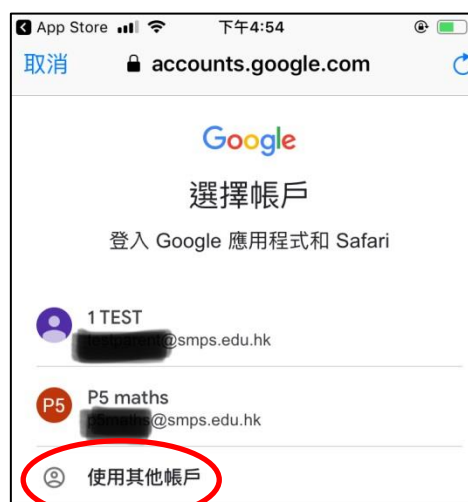 App Store 下午4:54
取消 accounts.google.com
Google
選擇帳戶
登入 Google 應用程式和 Safari
1 TEST
@smps.edu.hk
P5 P5 maths
@smps.edu.hk
使用其他帳戶